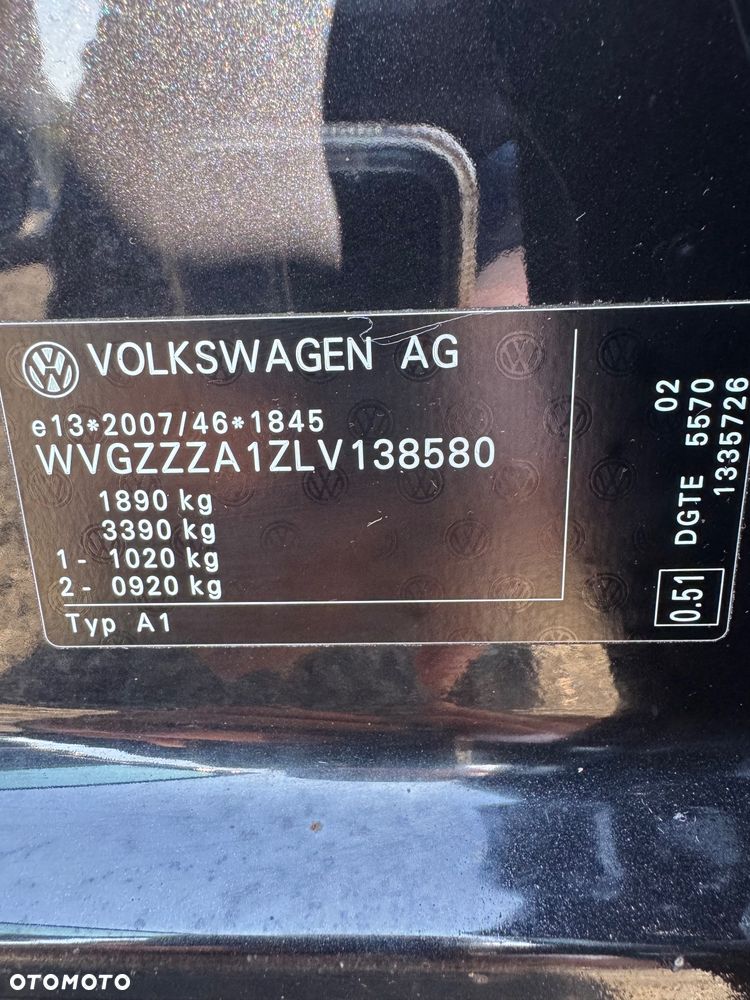 VOLKSWAGEN AG
e13*2007/46*1845
WVGZZZA1ZLV138580
1890 kg
3390 kg
1- 1020 kg
2- 0920 kg
Typ A1
02
DGTE 5570
1335726
0.51
OTOMOTO